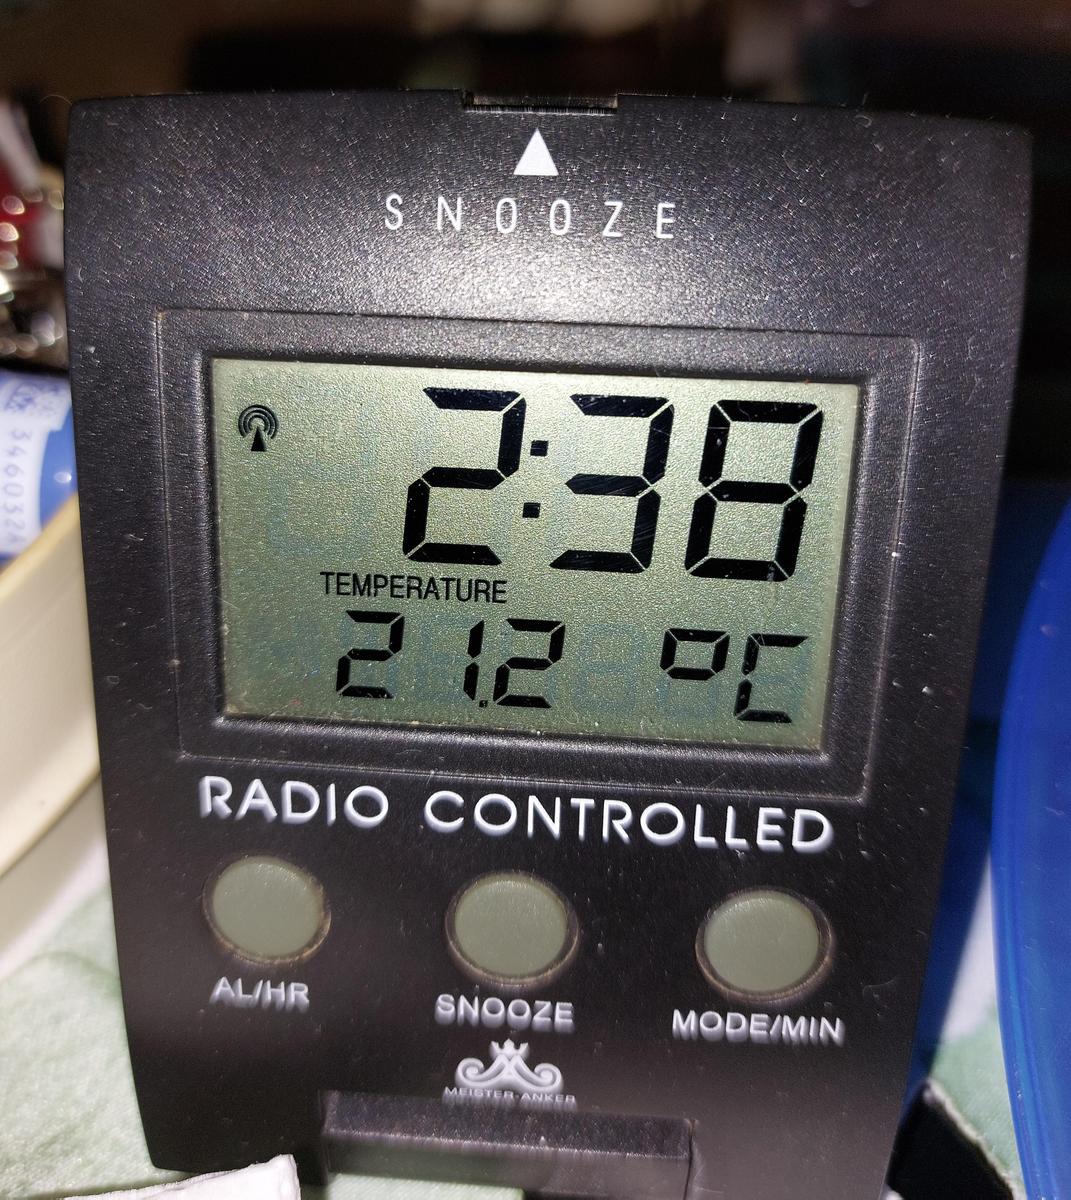 SNOOZE
2:38
TEMPERATURE
21.2 °C
RADIO CONTROLLED
AL/HR
SNOOZE
MODE/MIN
MEISTER-ANKER